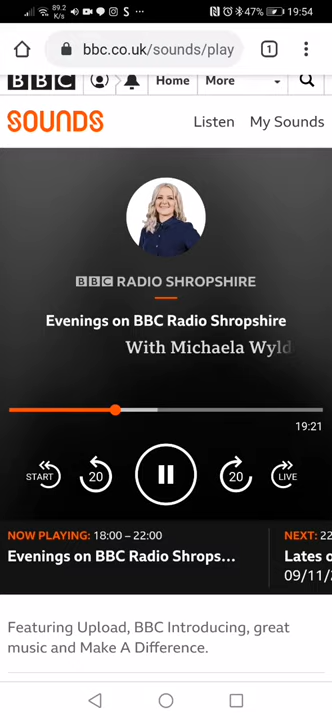 89.2
K/s
47%
19:54
bbc.co.uk/sounds/play
1
BBC
Home
More
SOUNDS
Listen
My Sounds
BBC RADIO SHROPSHIRE
Evenings on BBC Radio Shropshire
With Michaela Wyld
19:21
START
20
20
LIVE
NOW PLAYING: 18:00 – 22:00
Evenings on BBC Radio Shrops...
NEXT: 22
Lates o
09/11/2
Featuring Upload, BBC Introducing, great
music and Make A Difference.